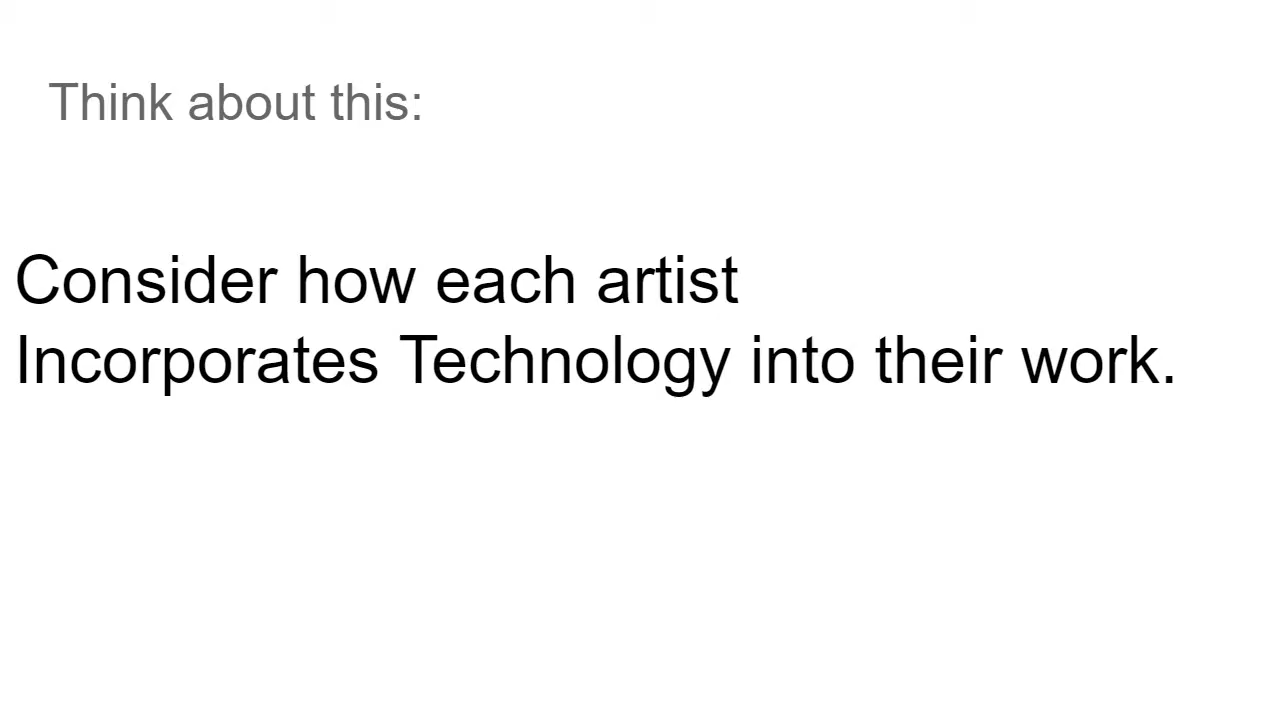 Think about this:
Consider how each artist
Incorporates Technology into their work.